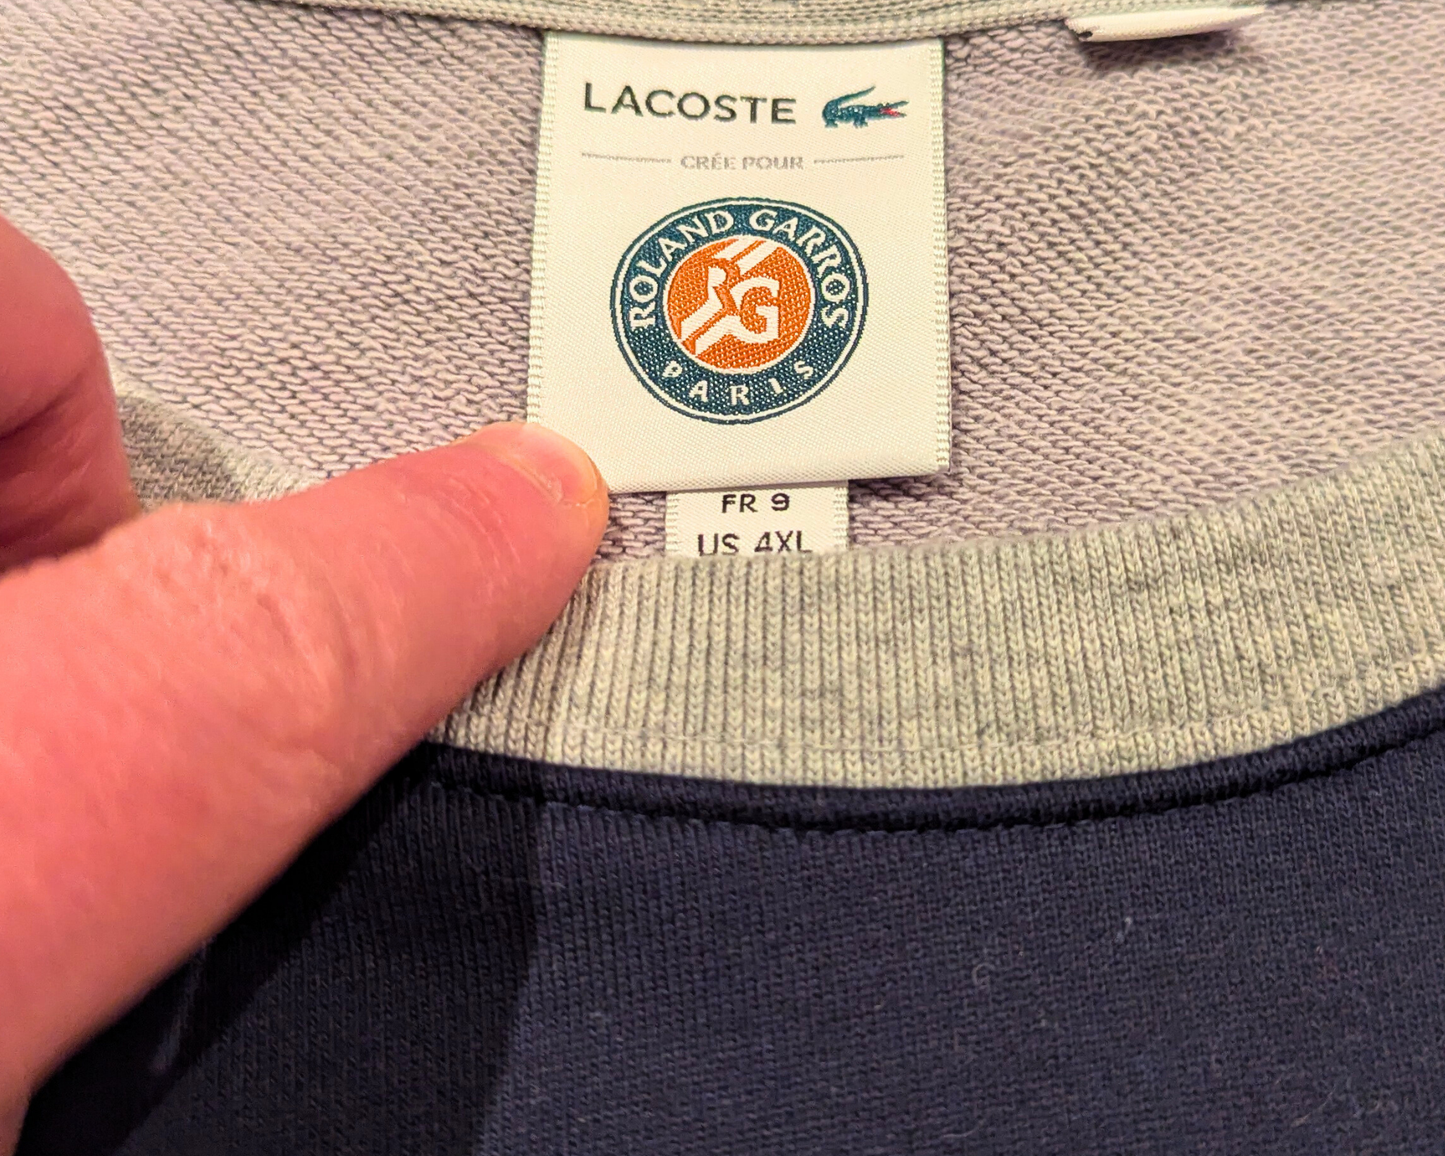 LACOSTE
CRÉE POUR
ROLAND GARROS
RG
PARIS
FR 9
US 4XL